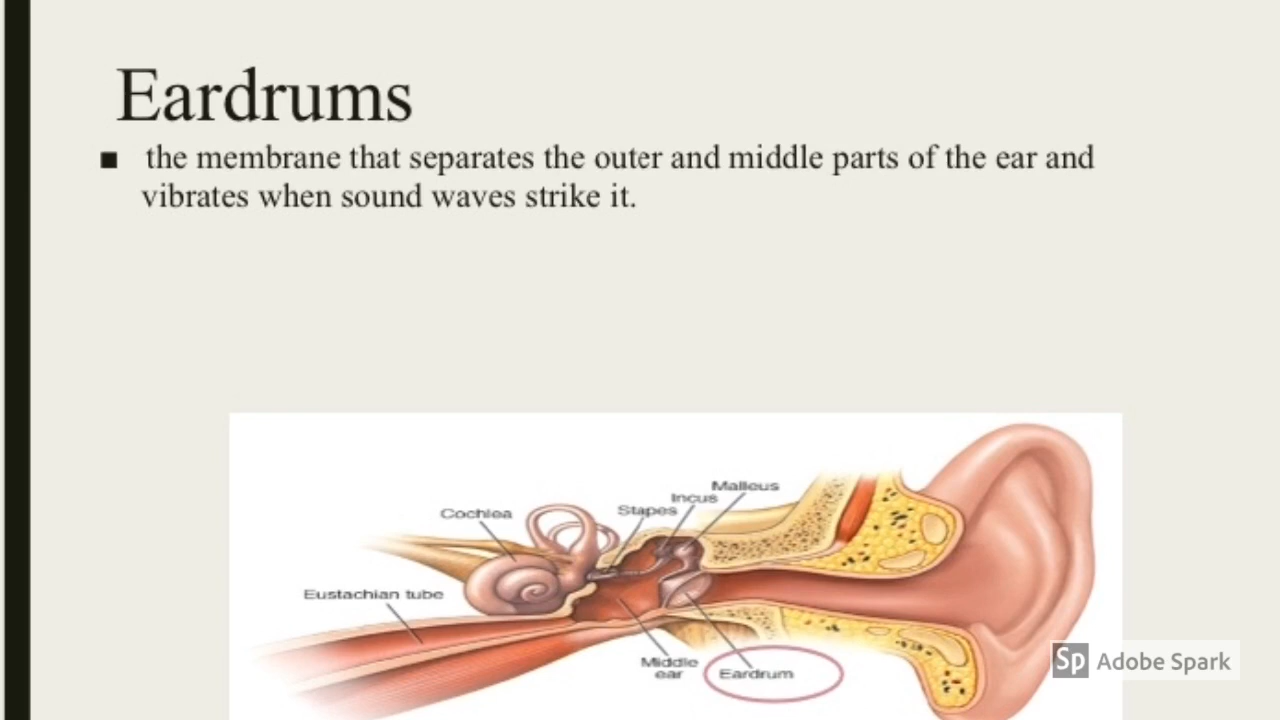 Eardrums
■ the membrane that separates the outer and middle parts of the ear and
vibrates when sound waves strike it.
Malleus
Incus
Stapes
Cochlea
Eustachian tube
Middle
ear
Eardrum
Sp Adobe Spark